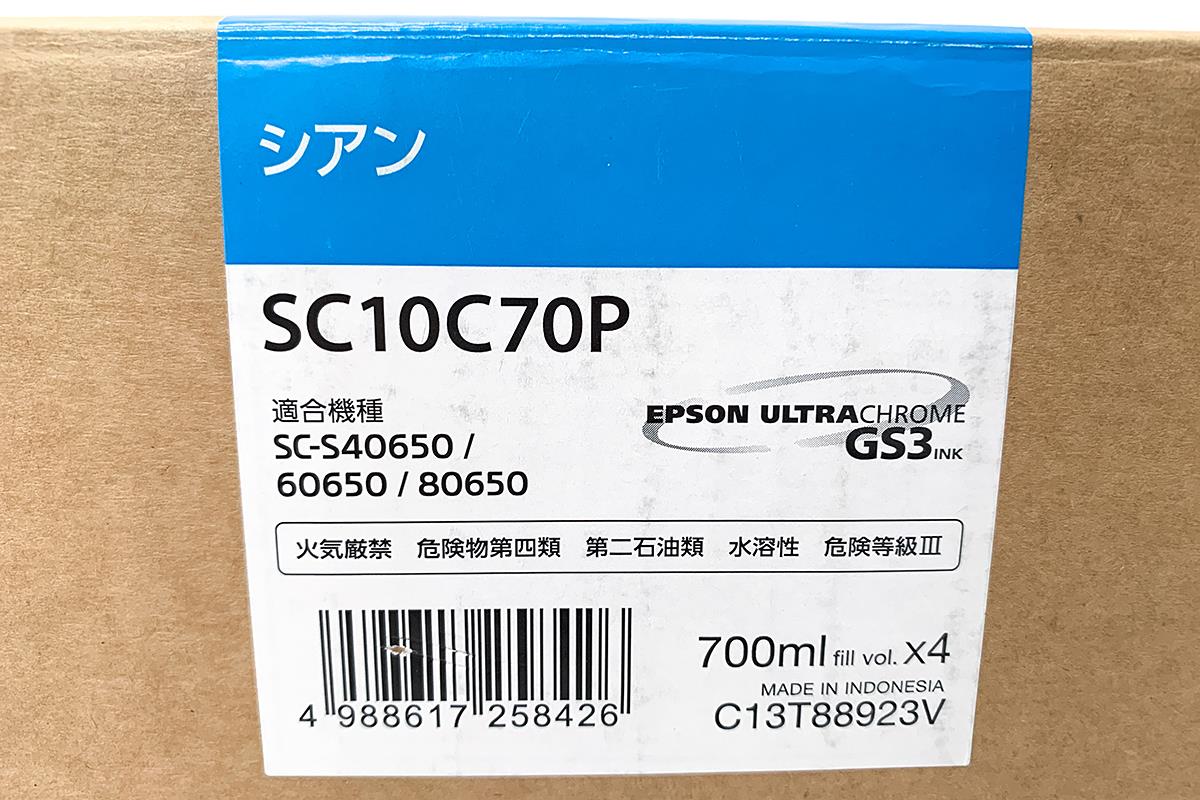 シアン
SC10C70P
適合機種
SC-S40650 /
60650 / 80650
EPSON ULTRACHROME
GS3 INK
火気厳禁 危険物第四類 第二石油類 水溶性 危険等級Ⅲ
4 988617 258426
700ml fill vol. X4
MADE IN INDONESIA
C13T88923V